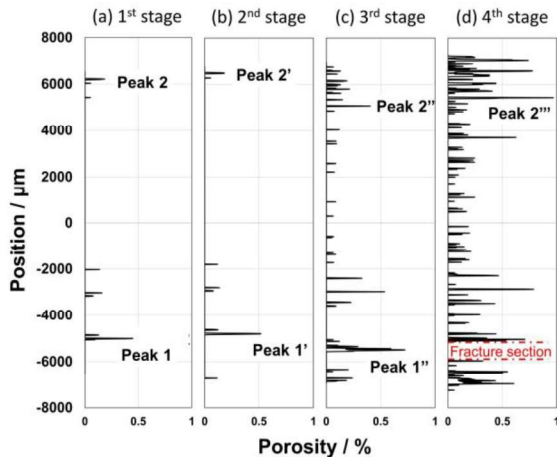 (a) 1st stage
(b) 2nd stage
(c) 3rd stage
(d) 4th stage
8000
6000
4000
2000
0
-2000
-4000
-6000
-8000
Position / μm
Peak 2
Peak 1
Peak 2'
Peak 1'
Peak 2''
Peak 1''
Peak 2'''
Fracture section
0 0.5 1
0 0.5 1
0 0.5 1
0 0.5 1
Porosity / %